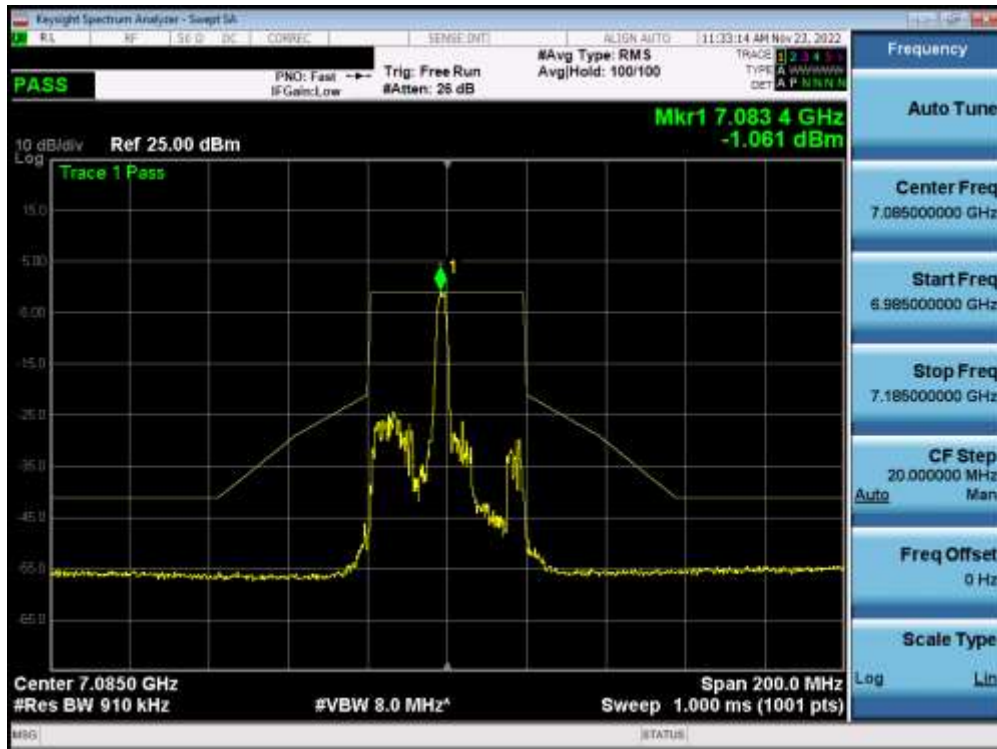 Keysight Spectrum Analyzer - Swept SA
RL RF 50 Ω DC CORREC SENSE:INT ALIGN AUTO 11:33:14 AM Nov 23, 2022
PASS
PNO: Fast
IFGain:Low
Trig: Free Run
#Atten: 26 dB
#Avg Type: RMS
Avg|Hold: 100/100
TRACE 1 2 3 4 5 6
TYPE A WWWWW
DET A P N N N N
Mkr1 7.083 4 GHz
-1.061 dBm
10 dB/div Ref 25.00 dBm
Log
Trace 1 Pass
15.0
5.00
1
-5.00
-15.0
-25.0
-35.0
-45.0
-55.0
-65.0
Center 7.0850 GHz
Span 200.0 MHz
#Res BW 910 kHz
#VBW 8.0 MHz*
Sweep 1.000 ms (1001 pts)
MSG
STATUS
Frequency
Auto Tune
Center Freq
7.085000000 GHz
Start Freq
6.985000000 GHz
Stop Freq
7.185000000 GHz
CF Step
20.000000 MHz
Auto Man
Freq Offset
0 Hz
Scale Type
Log Lin